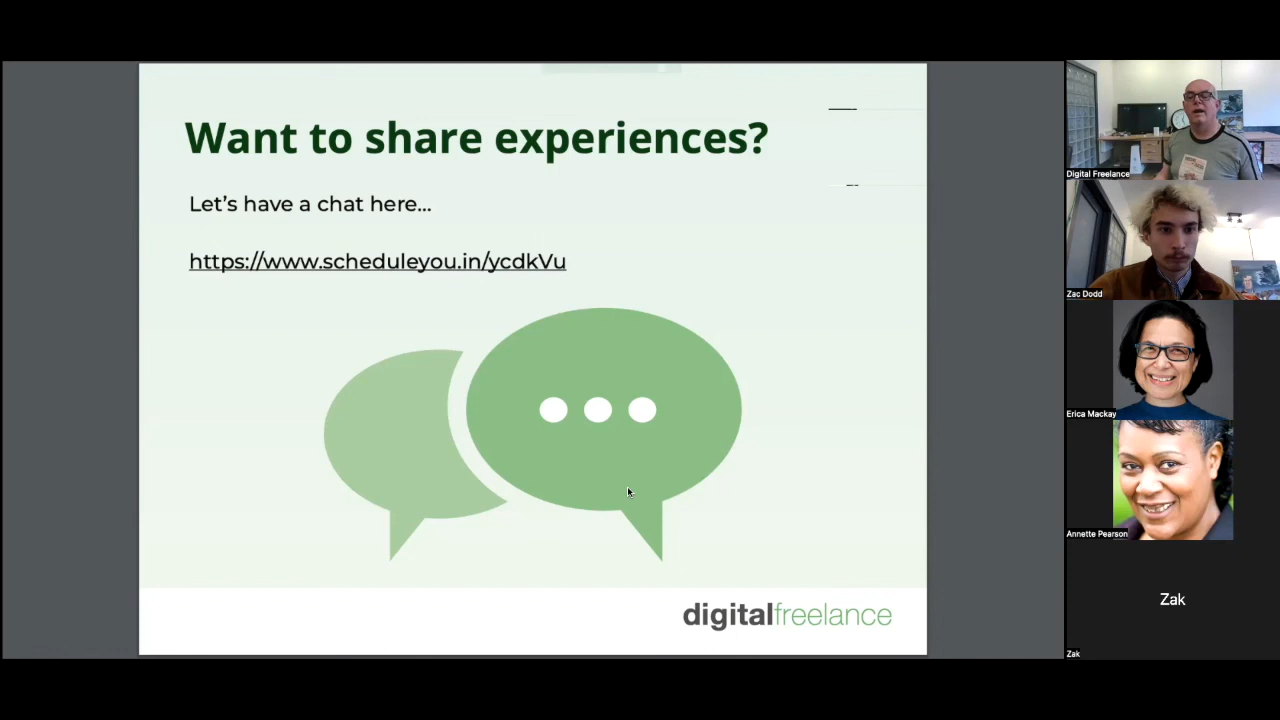 Want to share experiences?
Let's have a chat here...
https://www.scheduleyou.in/ycdkVu
digitalfreelance
Digital Freelance
Zac Dodd
Erica Mackay
Annette Pearson
Zak
Zak